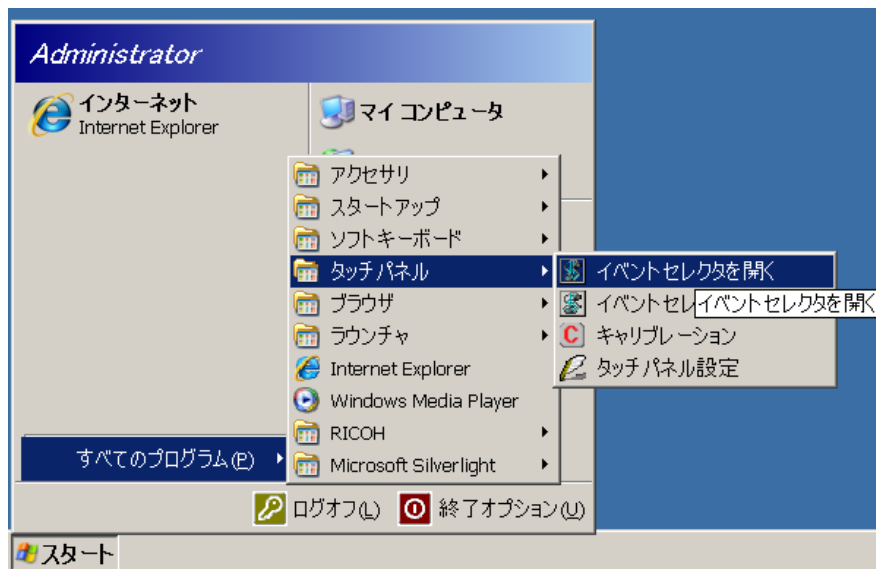 Administrator
インターネット
Internet Explorer
マイ コンピュータ
アクセサリ
スタートアップ
ソフトキーボード
タッチパネル
ブラウザ
ラウンチャ
Internet Explorer
Windows Media Player
RICOH
Microsoft Silverlight
イベントセレクタを開く
イベントセレ
イベントセレクタを開く
キャリブレーション
タッチパネル設定
すべてのプログラム(P)
ログオフ(L)
終了オプション(U)
スタート